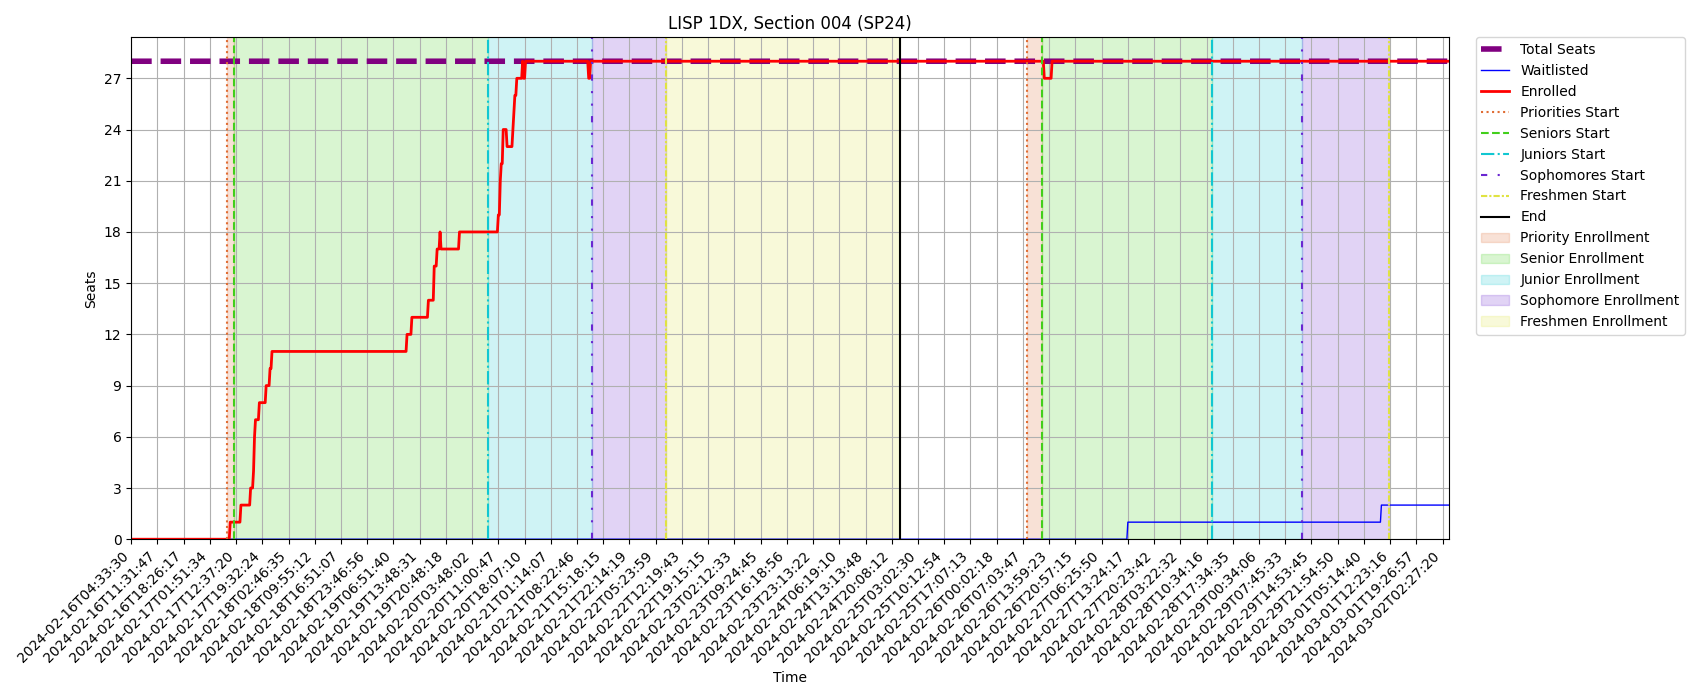 LISP 1DX, Section 004 (SP24)
Seats
27
24
21
18
15
12
9
6
3
0
2024-02-16T04:33:30
2024-02-16T11:31:47
2024-02-16T18:26:17
2024-02-17T01:51:34
2024-02-17T12:37:20
2024-02-17T19:32:24
2024-02-18T02:46:35
2024-02-18T09:55:12
2024-02-18T16:51:07
2024-02-18T23:46:56
2024-02-19T06:51:40
2024-02-19T13:48:31
2024-02-19T20:48:18
2024-02-20T03:48:02
2024-02-20T11:00:47
2024-02-20T18:07:10
2024-02-21T01:14:07
2024-02-21T08:22:46
2024-02-21T15:18:15
2024-02-21T22:14:19
2024-02-22T05:23:59
2024-02-22T12:19:43
2024-02-22T19:15:15
2024-02-23T02:12:33
2024-02-23T09:24:45
2024-02-23T16:18:56
2024-02-23T23:13:22
2024-02-24T06:19:10
2024-02-24T13:13:48
2024-02-24T20:08:12
2024-02-25T03:02:30
2024-02-25T10:12:54
2024-02-25T17:07:13
2024-02-26T00:02:18
2024-02-26T07:03:47
2024-02-26T13:59:23
2024-02-26T20:57:15
2024-02-27T06:25:50
2024-02-27T13:24:17
2024-02-27T20:23:42
2024-02-28T03:22:32
2024-02-28T10:34:16
2024-02-28T17:34:35
2024-02-29T00:34:06
2024-02-29T07:45:33
2024-02-29T14:53:45
2024-02-29T21:54:50
2024-03-01T05:14:40
2024-03-01T12:23:16
2024-03-01T19:26:57
2024-03-02T02:27:20
Time
Total Seats
Waitlisted
Enrolled
Priorities Start
Seniors Start
Juniors Start
Sophomores Start
Freshmen Start
End
Priority Enrollment
Senior Enrollment
Junior Enrollment
Sophomore Enrollment
Freshmen Enrollment